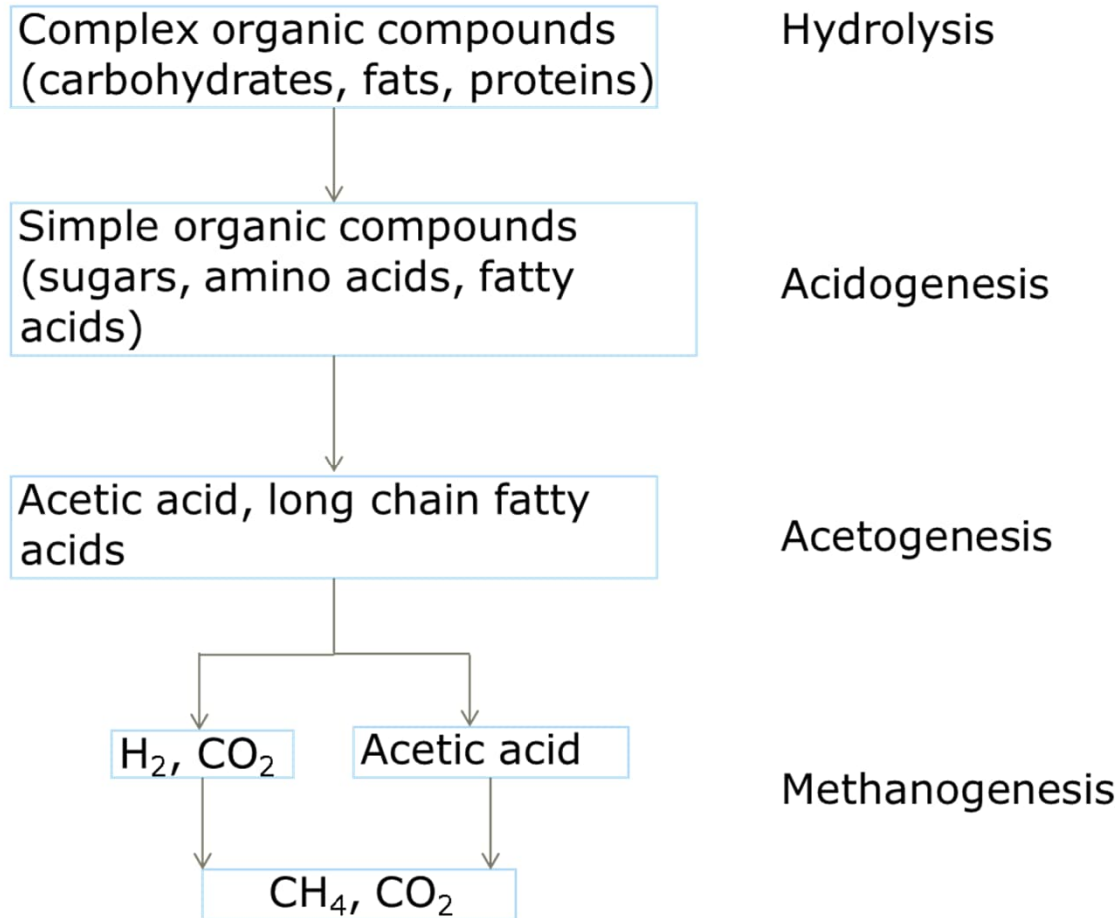 Complex organic compounds
(carbohydrates, fats, proteins)
Hydrolysis
Simple organic compounds
(sugars, amino acids, fatty
acids)
Acidogenesis
Acetic acid, long chain fatty
acids
Acetogenesis
H₂, CO₂
Acetic acid
Methanogenesis
CH₄, CO₂